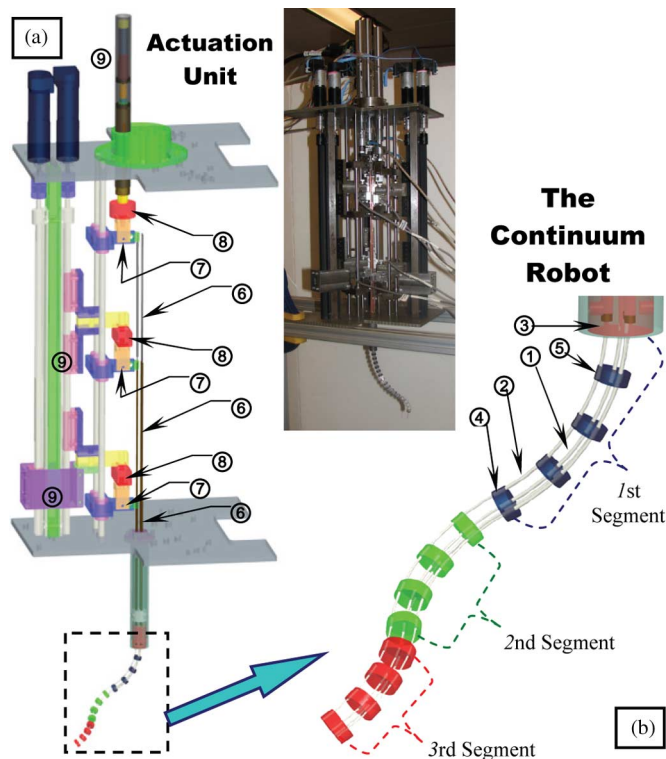 (a)
Actuation
Unit
⑨
⑧
⑦
⑥
⑧
⑨
⑦
⑥
⑧
⑨
⑦
⑥
The
Continuum
Robot
③
①
⑤
②
④
1st
Segment
2nd Segment
3rd Segment
(b)